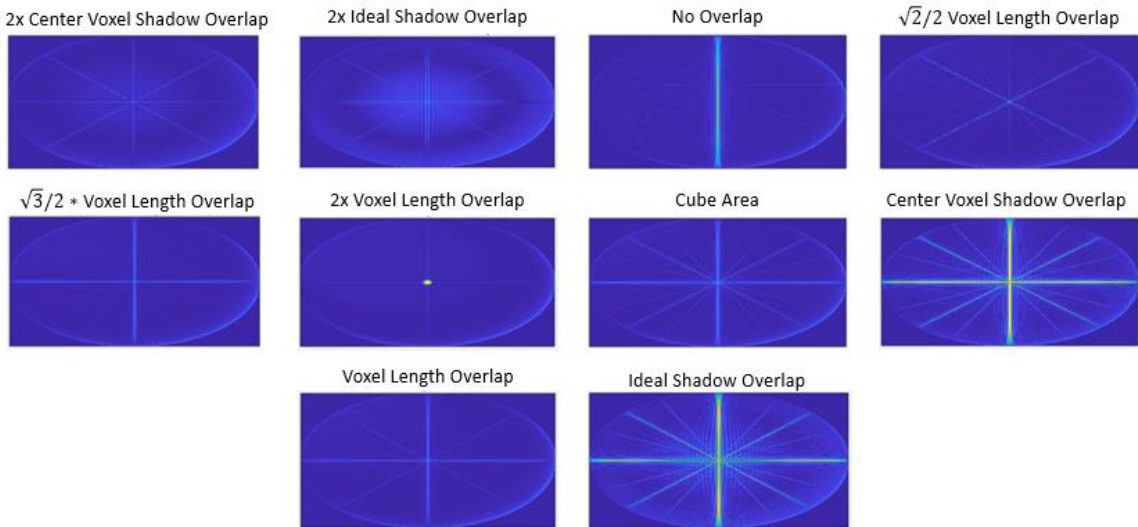 2x Center Voxel Shadow Overlap
2x Ideal Shadow Overlap
No Overlap
√2/2 Voxel Length Overlap
√3/2 * Voxel Length Overlap
2x Voxel Length Overlap
Cube Area
Center Voxel Shadow Overlap
Voxel Length Overlap
Ideal Shadow Overlap